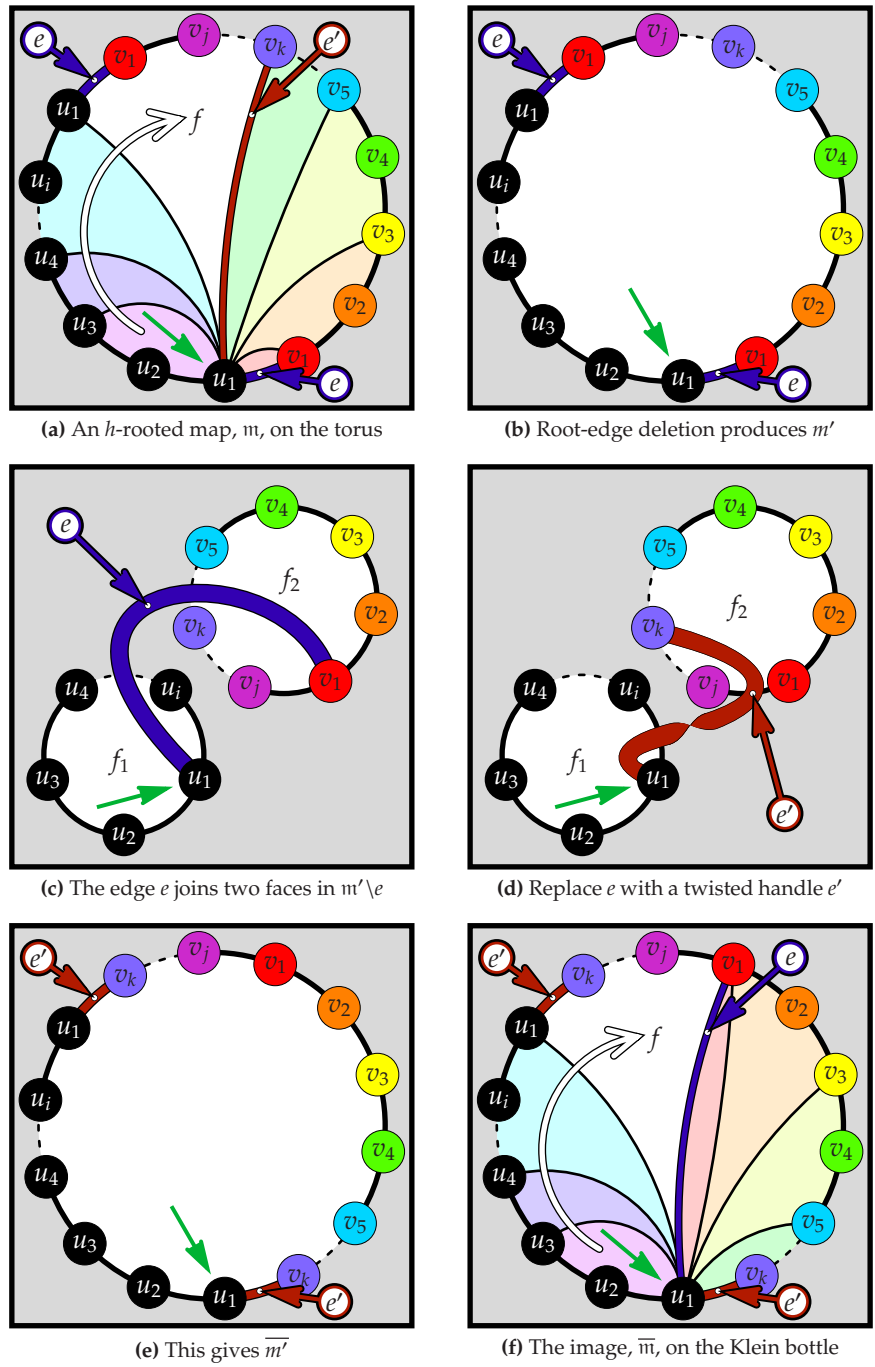 e v₁ vⱼ vₖ e′
u₁ f v₅
uᵢ v₄
u₄ v₃
u₃ v₂
u₂ u₁ v₁ e
(a) An h-rooted map, 𝔪, on the torus
e v₁ vⱼ vₖ
u₁ v₅
uᵢ v₄
u₄ v₃
u₃ v₂
u₂ u₁ v₁ e
(b) Root-edge deletion produces m′
e v₅ v₄ v₃
f₂ v₂
vₖ vⱼ v₁
u₄ uᵢ
u₃ f₁ u₁
u₂
(c) The edge e joins two faces in 𝔪′\e
v₅ v₄ v₃
f₂ v₂
vₖ vⱼ v₁
u₄ uᵢ
u₃ f₁ u₁
u₂ e′
(d) Replace e with a twisted handle e′
e′ vₖ vⱼ v₁
u₁ v₂
uᵢ v₃
u₄ v₄
u₃ v₅
u₂ u₁ vₖ e′
(e) This gives m̅′̅
e′ vₖ vⱼ v₁ e
u₁ f v₂
uᵢ v₃
u₄ v₄
u₃ v₅
u₂ u₁ vₖ e′
(f) The image, 𝔪̅, on the Klein bottle